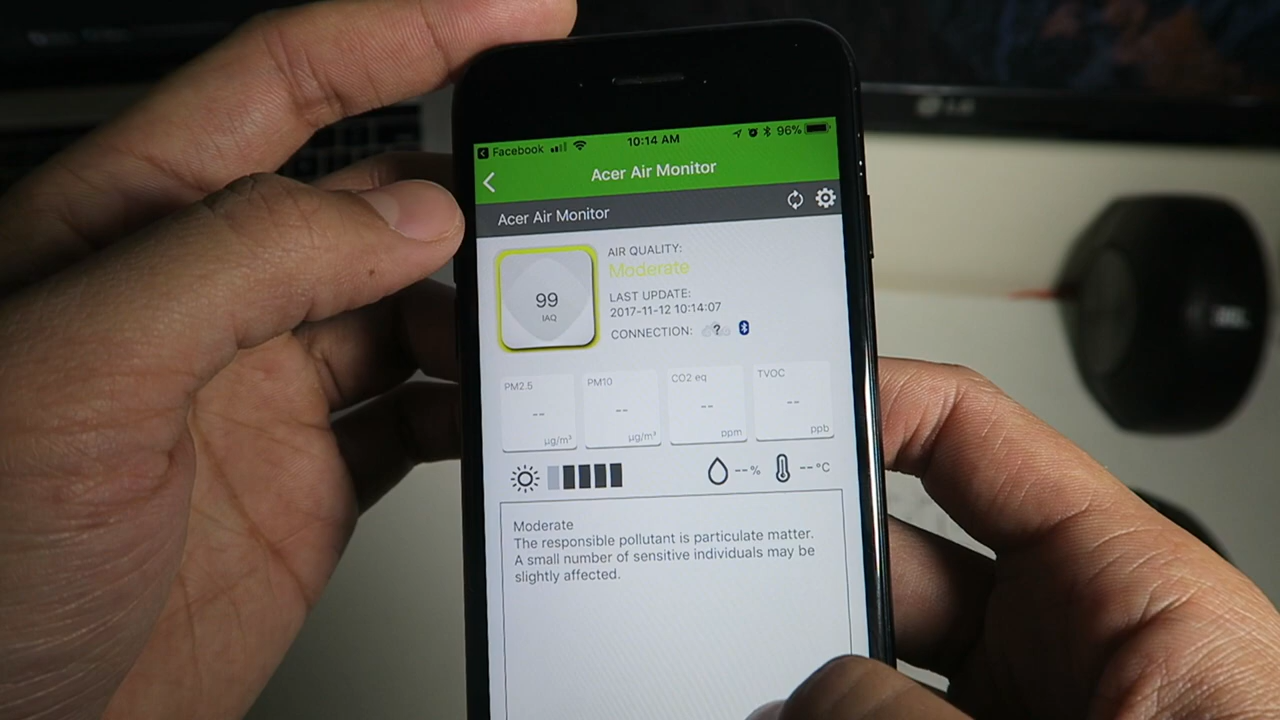 LG
Facebook
10:14 AM
96%
Acer Air Monitor
Acer Air Monitor
99
IAQ
AIR QUALITY:
Moderate
LAST UPDATE:
2017-11-12 10:14:07
CONNECTION: ?
PM2.5
--
µg/m³
PM10
--
µg/m³
CO2 eq
--
ppm
TVOC
--
ppb
--%
--°C
Moderate
The responsible pollutant is particulate matter.
A small number of sensitive individuals may be
slightly affected.
JBL